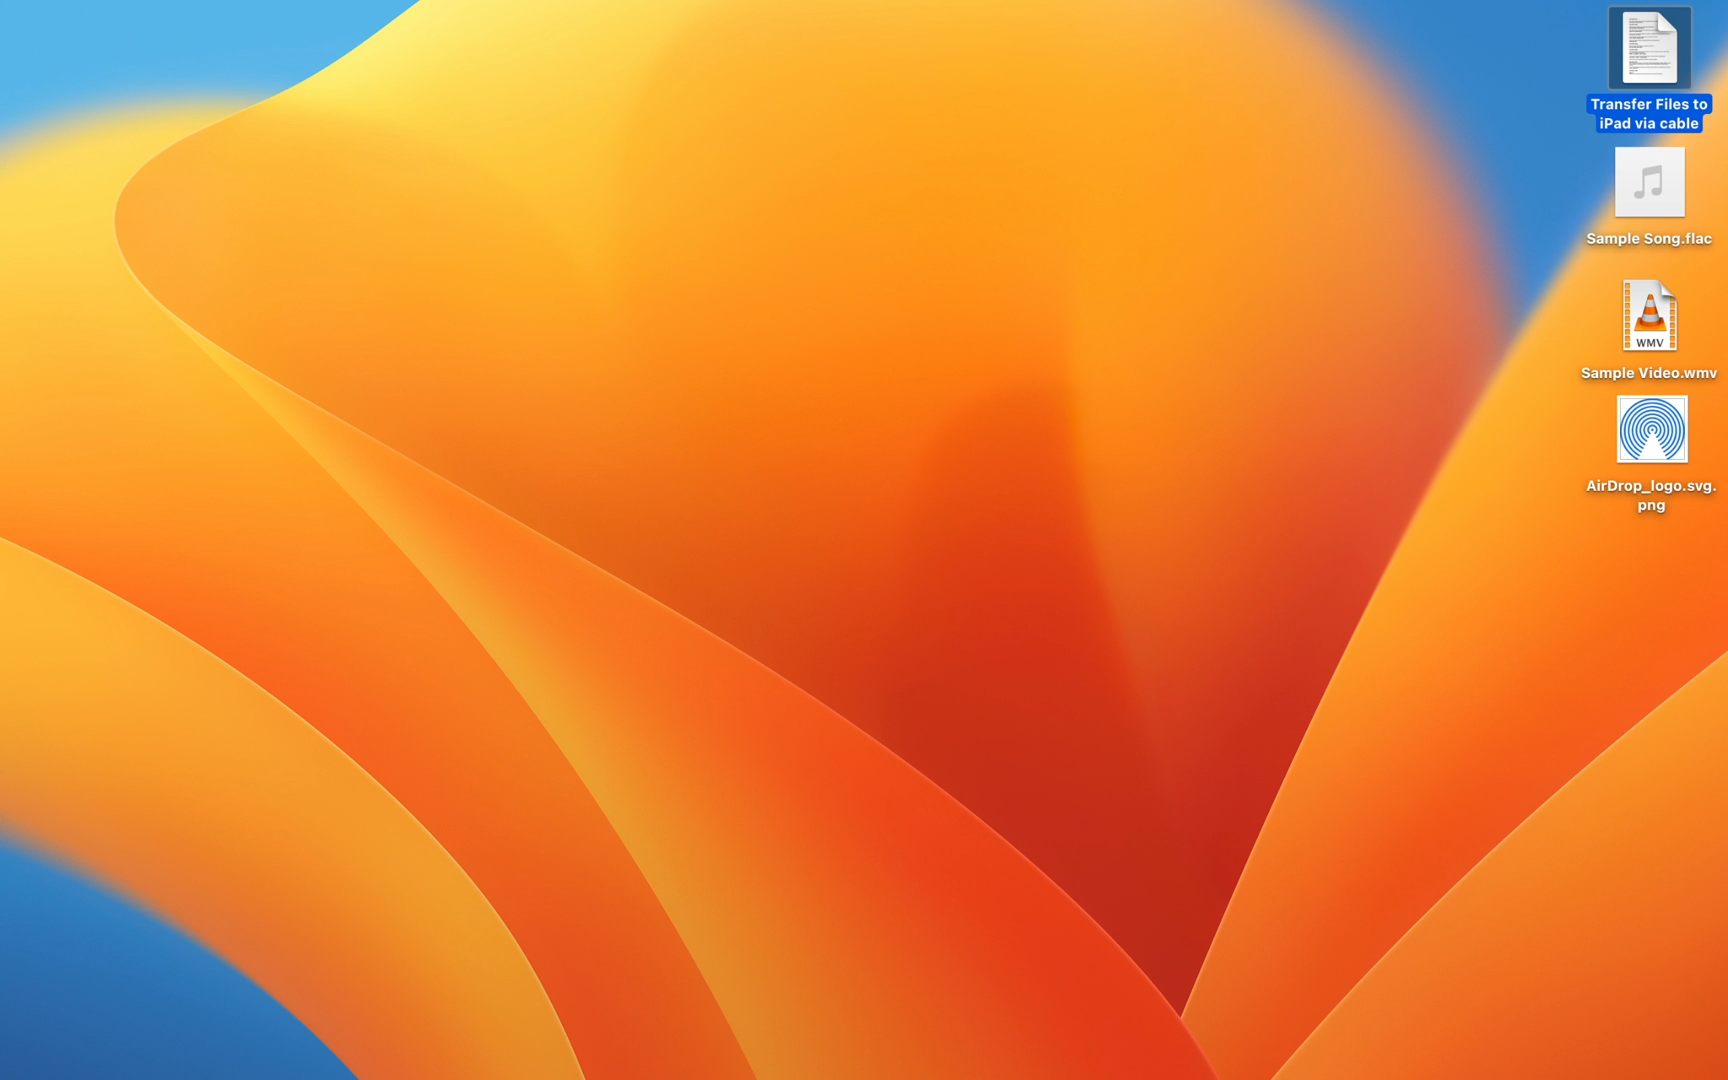 Transfer Files to
iPad via cable
Sample Song.flac
WMV
Sample Video.wmv
AirDrop_logo.svg.
png